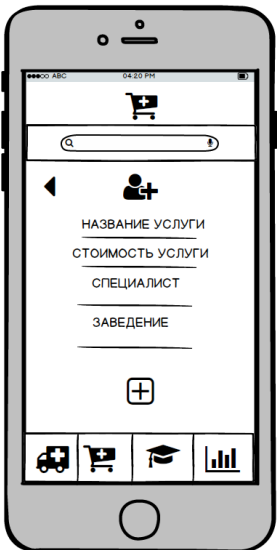 ABC 04:20 PM
НАЗВАНИЕ УСЛУГИ
СТОИМОСТЬ УСЛУГИ
СПЕЦИАЛИСТ
ЗАВЕДЕНИЕ